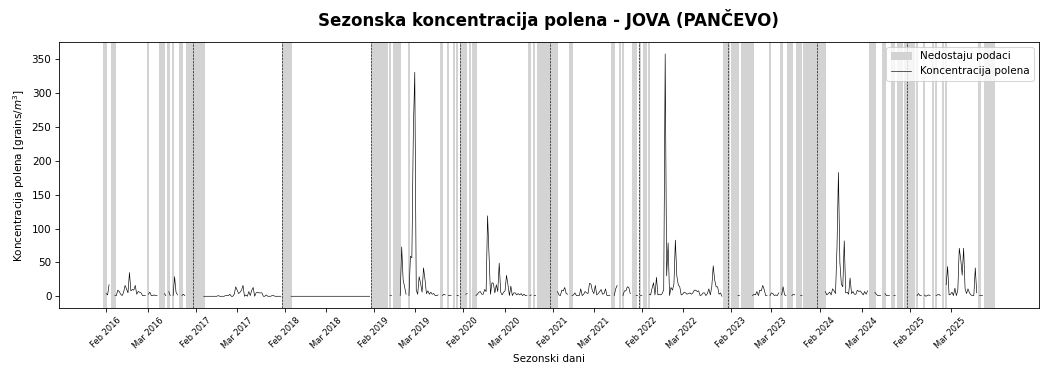 Sezonska koncentracija polena - JOVA (PANČEVO)
Nedostaju podaci
Koncentracija polena
Koncentracija polena [grains/m³]
350
300
250
200
150
100
50
0
Feb 2016
Mar 2016
Feb 2017
Mar 2017
Feb 2018
Mar 2018
Feb 2019
Mar 2019
Feb 2020
Mar 2020
Feb 2021
Mar 2021
Feb 2022
Mar 2022
Feb 2023
Mar 2023
Feb 2024
Mar 2024
Feb 2025
Mar 2025
Sezonski dani